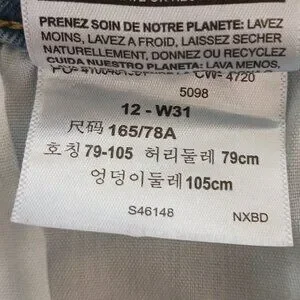 PRENEZ SOIN DE NOTRE PLANETE: LAVEZ
MOINS, LAVEZ A FROID, LAISSEZ SECHER
NATURELLEMENT, DONNEZ OU RECYCLEZ
CUIDA NUESTRO PLANETA: LAVA MENOS,
CW- 4720
5098
12 - W31
尺码 165/78A
호칭 79-105 허리둘레 79cm
엉덩이둘레 105cm
S46148 NXBD